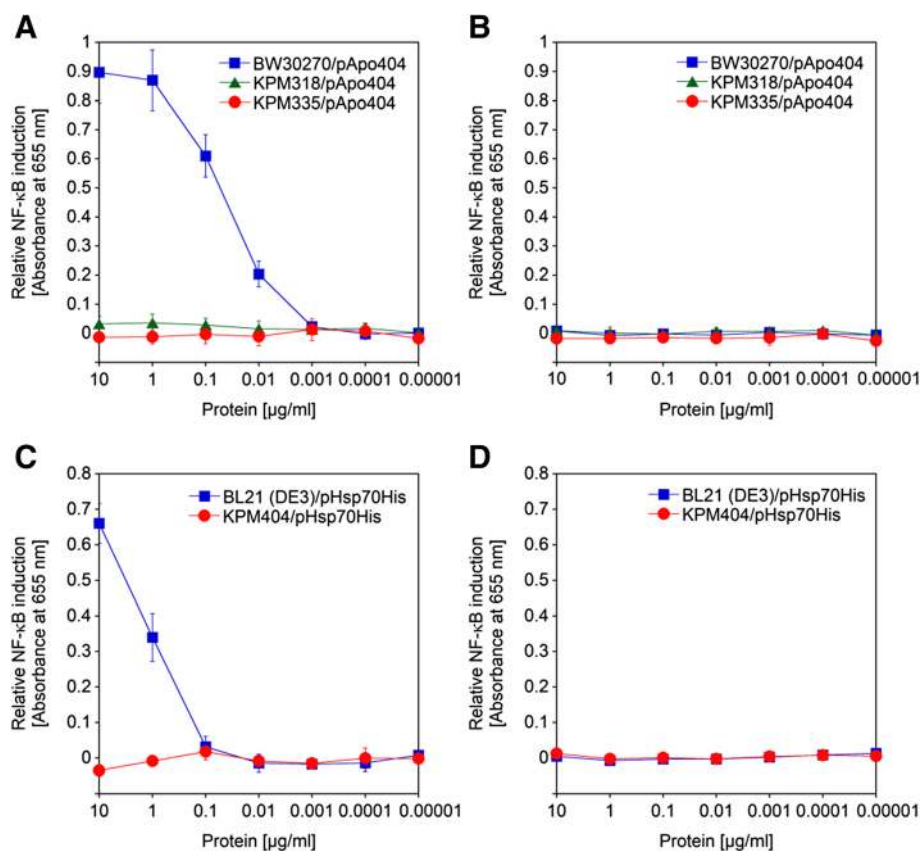 A
Relative NF-κB induction
[Absorbance at 655 nm]
1
0.9
0.8
0.7
0.6
0.5
0.4
0.3
0.2
0.1
0
BW30270/pApo404
KPM318/pApo404
KPM335/pApo404
10 1 0.1 0.01 0.001 0.0001 0.00001
Protein [µg/ml]
B
Relative NF-κB induction
[Absorbance at 655 nm]
1
0.9
0.8
0.7
0.6
0.5
0.4
0.3
0.2
0.1
0
BW30270/pApo404
KPM318/pApo404
KPM335/pApo404
10 1 0.1 0.01 0.001 0.0001 0.00001
Protein [µg/ml]
C
Relative NF-κB induction
[Absorbance at 655 nm]
0.8
0.7
0.6
0.5
0.4
0.3
0.2
0.1
0
BL21 (DE3)/pHsp70His
KPM404/pHsp70His
10 1 0.1 0.01 0.001 0.0001 0.00001
Protein [µg/ml]
D
Relative NF-κB induction
[Absorbance at 655 nm]
0.8
0.7
0.6
0.5
0.4
0.3
0.2
0.1
0
BL21 (DE3)/pHsp70His
KPM404/pHsp70His
10 1 0.1 0.01 0.001 0.0001 0.00001
Protein [µg/ml]